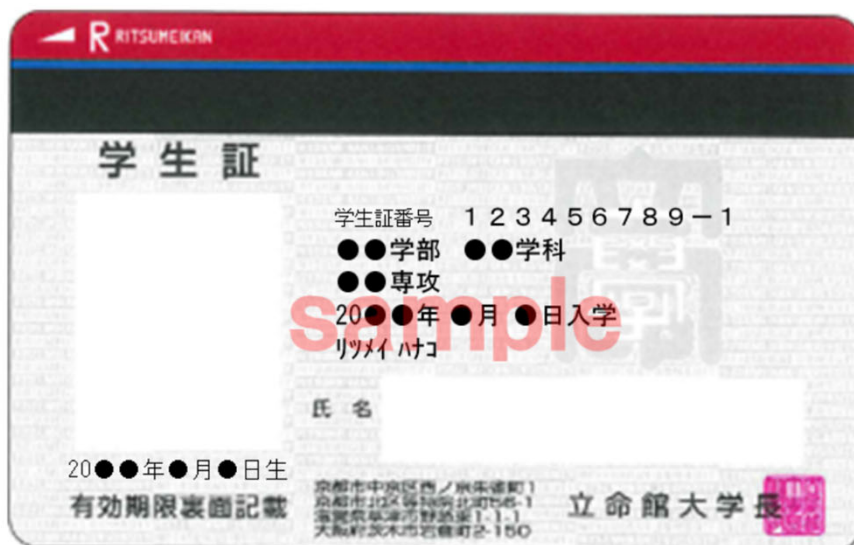 R RITSUMEIKAN
学生証
学生証番号 123456789-1
●●学部 ●●学科
●●専攻
sample
20●●年 ●月 ●日入学
リツメイ ハナコ
氏名
20●●年●月●日生
有効期限裏面記載
京都市中京区西ノ京朱雀町1
京都市北区等持院北町56-1
滋賀県草津市野路東1-1-1
大阪府茨木市岩倉町2-150
立命館大学長